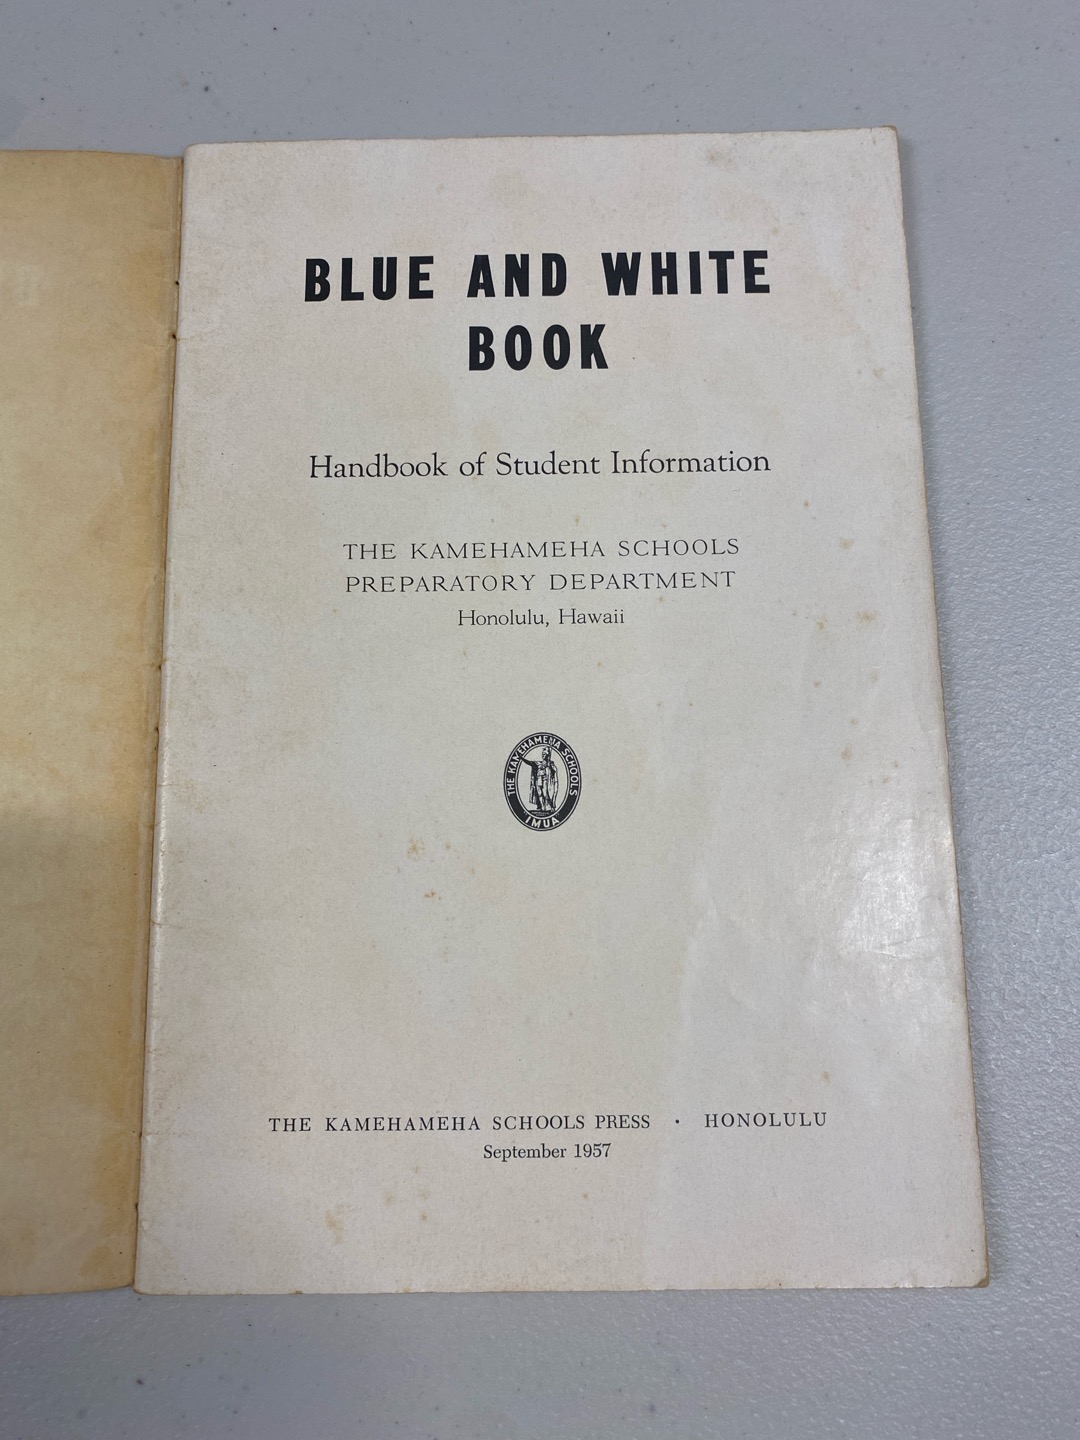 BLUE AND WHITE
BOOK
Handbook of Student Information
THE KAMEHAMEHA SCHOOLS
PREPARATORY DEPARTMENT
Honolulu, Hawaii
THE KAMEHAMEHA SCHOOLS
IMUA
THE KAMEHAMEHA SCHOOLS PRESS · HONOLULU
September 1957